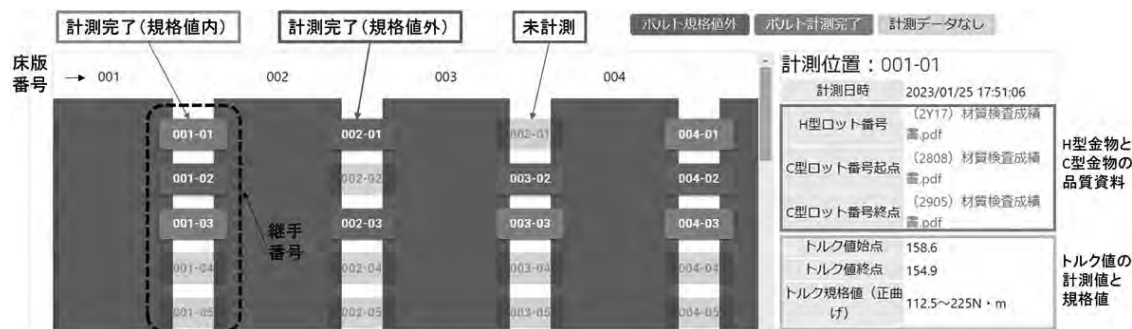 計測完了(規格値内)
計測完了(規格値外)
未計測
ボルト規格値外
ボルト計測完了
計測データなし
床版
番号
→
001
002
003
004
001-01
002-01
003-01
004-01
001-02
002-02
003-02
004-02
001-03
002-03
003-03
004-03
001-04
002-04
003-04
004-04
001-05
002-05
003-05
004-05
継手
番号
計測位置:001-01
計測日時 2023/01/25 17:51:06
H型ロット番号 (2Y17)材質検査成績
書.pdf
C型ロット番号起点 (2808)材質検査成績
書.pdf
C型ロット番号終点 (2905)材質検査成績
書.pdf
トルク値始点 158.6
トルク値終点 154.9
トルク規格値(正曲
げ) 112.5～225N・m
H型金物と
C型金物の
品質資料
トルク値の
計測値と
規格値